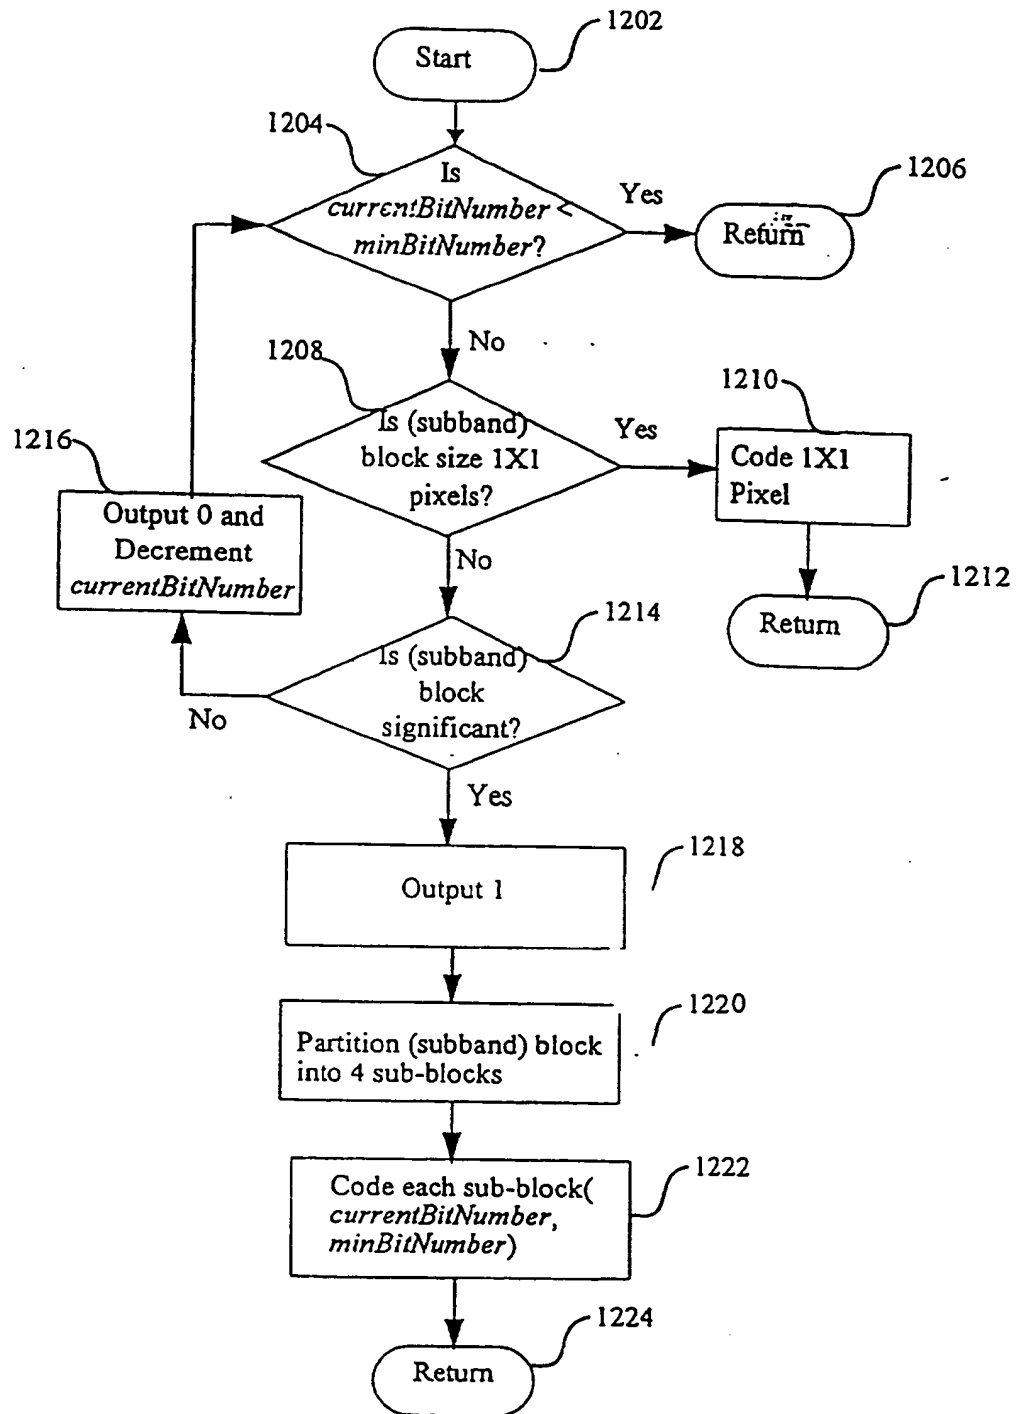 1202
Start
1204
Is
currentBitNumber <
minBitNumber?
Yes
1206
Return
No
1208
Is (subband)
block size 1X1
pixels?
Yes
1210
Code 1X1
Pixel
1216
Output 0 and
Decrement
currentBitNumber
No
1212
Return
1214
Is (subband)
block
significant?
No
Yes
1218
Output 1
1220
Partition (subband) block
into 4 sub-blocks
1222
Code each sub-block(
currentBitNumber,
minBitNumber)
1224
Return